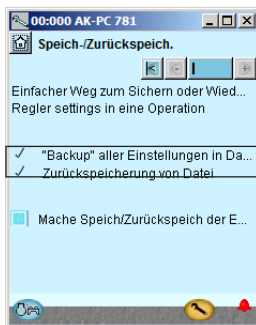 00:000 AK-PC 781
Speich-/Zurückspeich.
Einfacher Weg zum Sichern oder Wied...
Regler settings in eine Operation
"Backup" aller Einstellungen in Da...
Zurückspeicherung von Datei
Mache Speich/Zurückspeich der E...